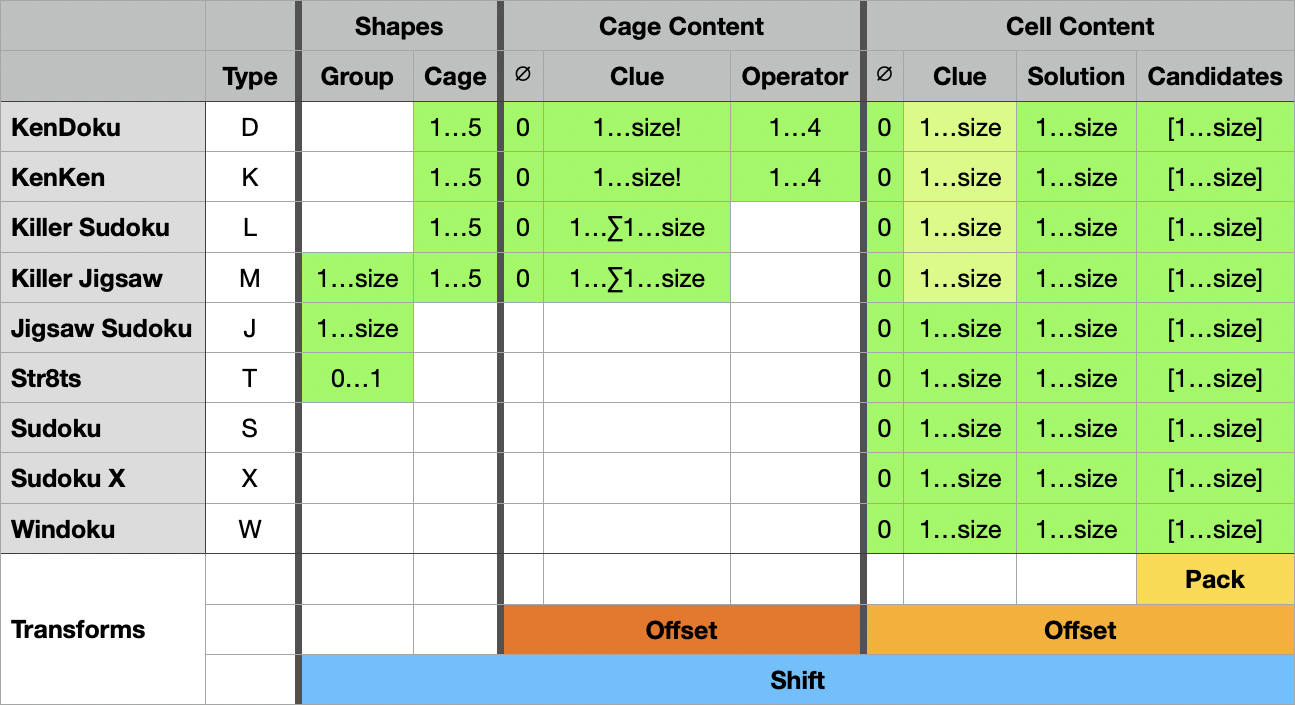 Shapes Cage Content Cell Content
Type Group Cage ∅ Clue Operator ∅ Clue Solution Candidates
KenDoku D 1…5 0 1…size! 1…4 0 1…size 1…size [1…size]
KenKen K 1…5 0 1…size! 1…4 0 1…size 1…size [1…size]
Killer Sudoku L 1…5 0 1…∑1…size 0 1…size 1…size [1…size]
Killer Jigsaw M 1…size 1…5 0 1…∑1…size 0 1…size 1…size [1…size]
Jigsaw Sudoku J 1…size 0 1…size 1…size [1…size]
Str8ts T 0…1 0 1…size 1…size [1…size]
Sudoku S 0 1…size 1…size [1…size]
Sudoku X X 0 1…size 1…size [1…size]
Windoku W 0 1…size 1…size [1…size]
Pack
Transforms Offset Offset
Shift